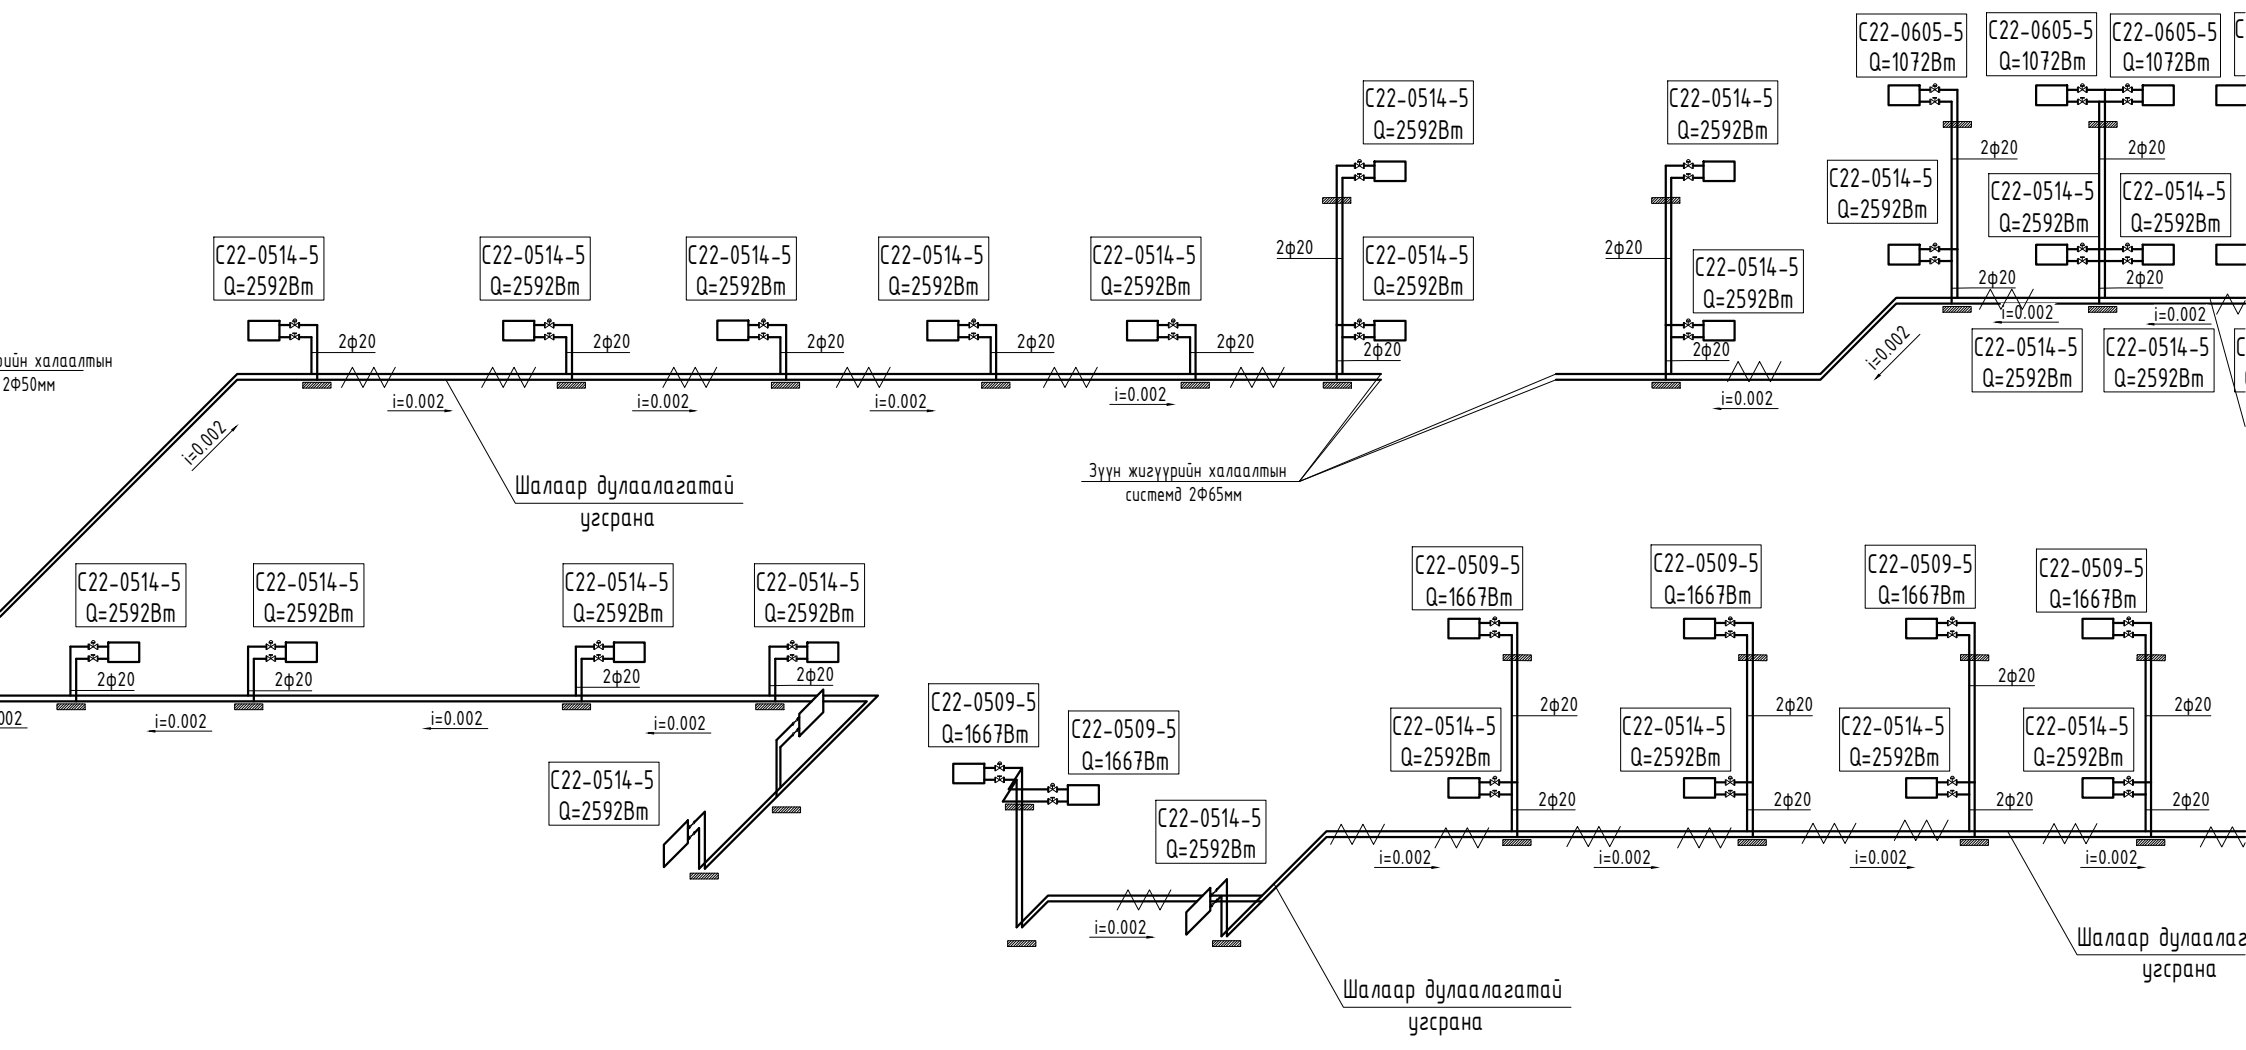 C22-0605-5
Q=1072Вт
C22-0605-5
Q=1072Вт
C22-0605-5
Q=1072Вт
C22-0514-5
Q=2592Вт
C22-0514-5
Q=2592Вт
2ф20
2ф20
C22-0514-5
Q=2592Вт
C22-0514-5
Q=2592Вт
C22-0514-5
Q=2592Вт
C22-0514-5
Q=2592Вт
C22-0514-5
Q=2592Вт
C22-0514-5
Q=2592Вт
C22-0514-5
Q=2592Вт
C22-0514-5
Q=2592Вт
C22-0514-5
Q=2592Вт
2ф20
C22-0514-5
Q=2592Вт
2ф20
C22-0514-5
Q=2592Вт
2ф20
2ф20
i=0.002
i=0.002
2ф20
2ф20
2ф20
2ф20
2ф20
2ф20
2ф20
i=0.002
C22-0514-5
Q=2592Вт
C22-0514-5
Q=2592Вт
халаалтын
2Ф50мм
i=0.002
i=0.002
i=0.002
i=0.002
i=0.002
i=0.002
Зүүн жигүүрийн халаалтын
системд 2Ф65мм
Шалаар дулаалагатай
угсрана
C22-0514-5
Q=2592Вт
C22-0514-5
Q=2592Вт
C22-0514-5
Q=2592Вт
C22-0514-5
Q=2592Вт
2ф20
2ф20
2ф20
2ф20
i=0.002
i=0.002
i=0.002
C22-0514-5
Q=2592Вт
C22-0509-5
Q=1667Вт
C22-0509-5
Q=1667Вт
C22-0509-5
Q=1667Вт
C22-0509-5
Q=1667Вт
2ф20
2ф20
2ф20
2ф20
C22-0509-5
Q=1667Вт
C22-0509-5
Q=1667Вт
C22-0514-5
Q=2592Вт
C22-0514-5
Q=2592Вт
C22-0514-5
Q=2592Вт
C22-0514-5
Q=2592Вт
2ф20
2ф20
2ф20
2ф20
C22-0514-5
Q=2592Вт
i=0.002
i=0.002
i=0.002
i=0.002
i=0.002
Шалаар дулаалагатай
угсрана
Шалаар
угсрана